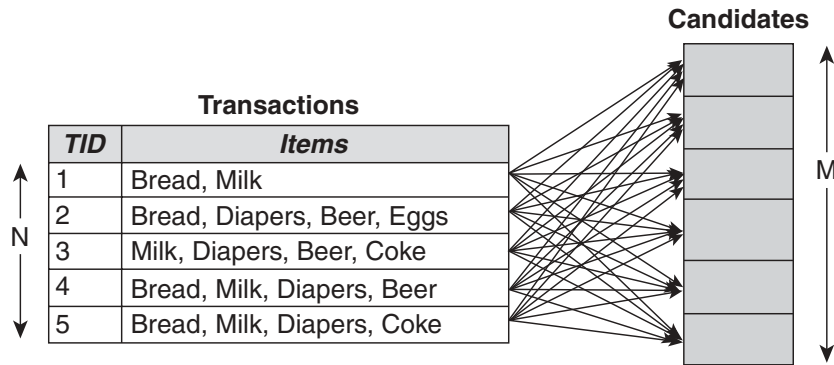 Candidates
Transactions
TID Items
1 Bread, Milk
2 Bread, Diapers, Beer, Eggs
3 Milk, Diapers, Beer, Coke
4 Bread, Milk, Diapers, Beer
5 Bread, Milk, Diapers, Coke
N
M